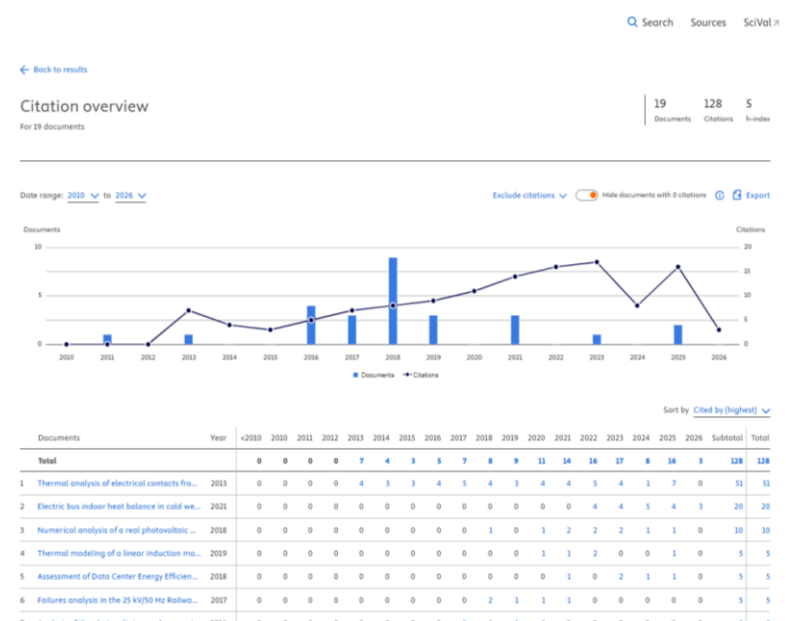 Search Sources SciVal↗
← Back to results
Citation overview
For 19 documents
19 128 5
Documents Citations h-index
Date range: 2010 to 2026
Exclude citations Hide documents with 0 citations Export
Documents Citations
10 20
15
5 10
5
0 0
2010 2011 2012 2013 2014 2015 2016 2017 2018 2019 2020 2021 2022 2023 2024 2025 2026
Documents Citations
Sort by Cited by (highest)
Documents Year <2010 2010 2011 2012 2013 2014 2015 2016 2017 2018 2019 2020 2021 2022 2023 2024 2025 2026 Subtotal Total
Total 0 0 0 0 7 4 3 5 7 8 9 11 14 16 17 8 16 3 128 128
1 Thermal analysis of electrical contacts fro... 2013 0 0 0 0 4 3 3 4 5 4 3 4 4 5 4 1 7 0 51 51
2 Electric bus indoor heat balance in cold we... 2021 0 0 0 0 0 0 0 0 0 0 0 0 0 4 4 5 4 3 20 20
3 Numerical analysis of a real photovoltaic ... 2018 0 0 0 0 0 0 0 0 0 1 0 1 2 2 2 1 1 0 10 10
4 Thermal modeling of a linear induction mo... 2019 0 0 0 0 0 0 0 0 0 0 0 1 1 2 0 0 1 0 5 5
5 Assessment of Data Center Energy Efficien... 2018 0 0 0 0 0 0 0 0 0 0 0 0 1 0 2 1 1 0 5 5
6 Failures analysis in the 25 kV/50 Hz Railwa... 2017 0 0 0 0 0 0 0 0 0 2 1 1 1 0 0 0 0 0 5 5